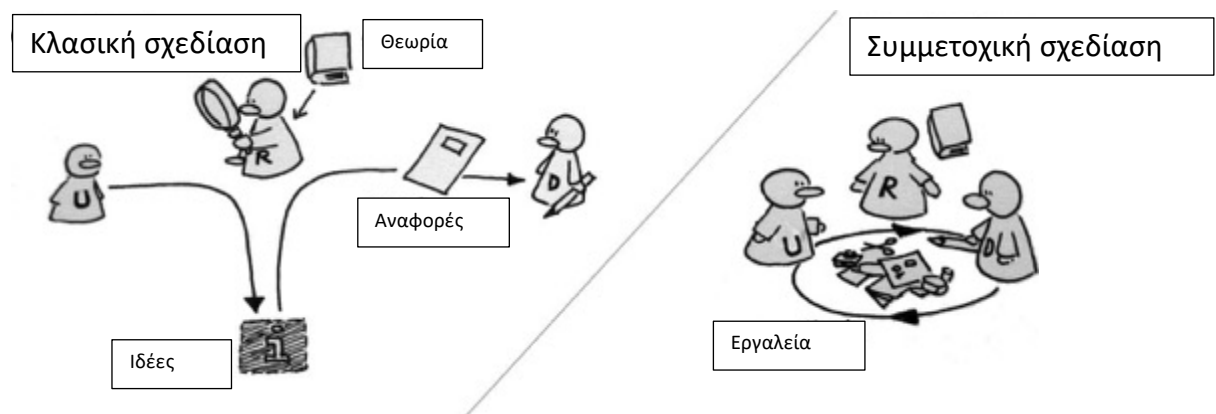 Κλασική σχεδίαση
Θεωρία
R
U
D
Αναφορές
i
Ιδέες
Συμμετοχική σχεδίαση
R
U
D
Εργαλεία